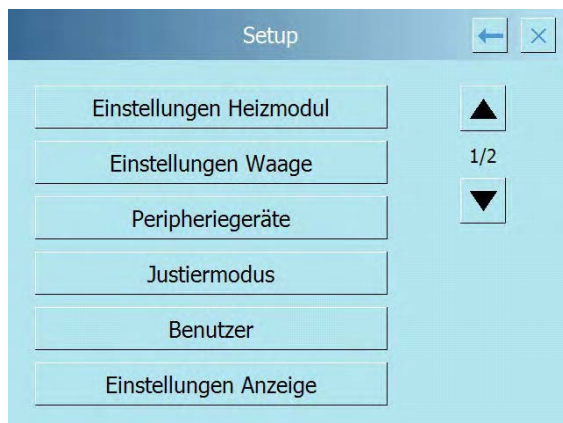 Setup
Einstellungen Heizmodul
Einstellungen Waage
1/2
Peripheriegeräte
Justiermodus
Benutzer
Einstellungen Anzeige